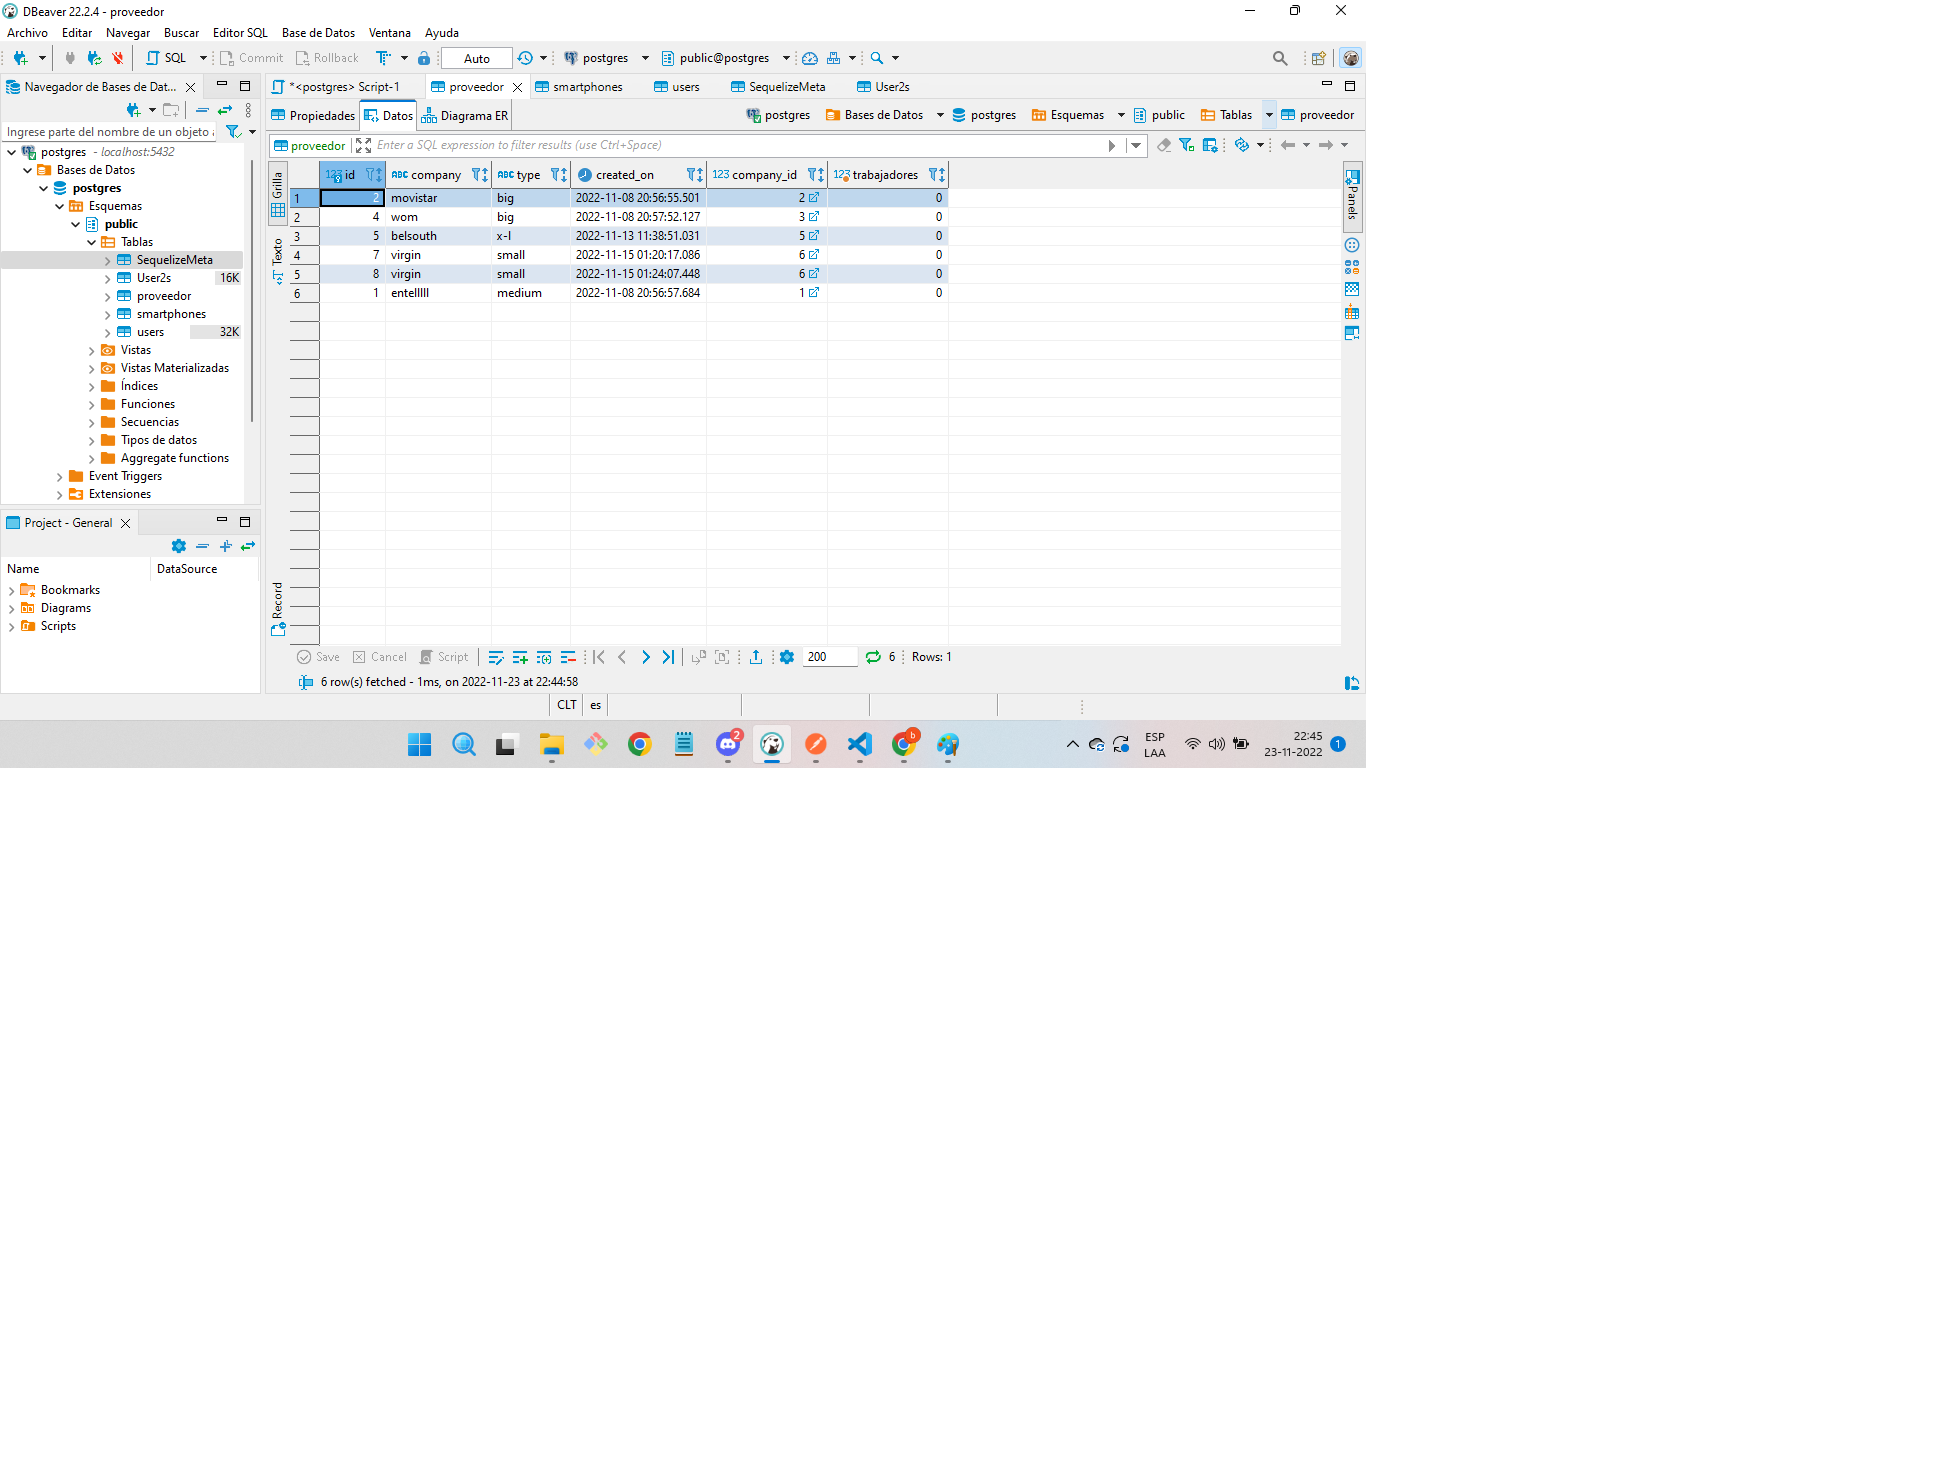 DBeaver 22.2.4 - proveedor
Archivo Editar Navegar Buscar Editor SQL Base de Datos Ventana Ayuda
SQL Commit Rollback Auto postgres public@postgres
Navegador de Bases de Dat...
*<postgres> Script-1 proveedor smartphones users SequelizeMeta User2s
Propiedades Datos Diagrama ER postgres Bases de Datos postgres Esquemas public Tablas proveedor
Ingrese parte del nombre de un objeto a
proveedor Enter a SQL expression to filter results (use Ctrl+Space)
postgres - localhost:5432
Bases de Datos
postgres
Esquemas
public
Tablas
SequelizeMeta
User2s 16K
proveedor
smartphones
users 32K
Vistas
Vistas Materializadas
Índices
Funciones
Secuencias
Tipos de datos
Aggregate functions
Event Triggers
Extensiones
Grilla
Texto
Record
123 id ABC company ABC type created_on 123 company_id 123 trabajadores
1 2 movistar big 2022-11-08 20:56:55.501 2 0
2 4 wom big 2022-11-08 20:57:52.127 3 0
3 5 belsouth x-l 2022-11-13 11:38:51.031 5 0
4 7 virgin small 2022-11-15 01:20:17.086 6 0
5 8 virgin small 2022-11-15 01:24:07.448 6 0
6 1 entelllll medium 2022-11-08 20:56:57.684 1 0
Panels
Project - General
Name DataSource
Bookmarks
Diagrams
Scripts
Save Cancel Script 200 6 Rows: 1
6 row(s) fetched - 1ms, on 2022-11-23 at 22:44:58
CLT es
2
b
ESP
LAA
22:45
23-11-2022
1